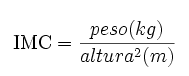 IMC = peso(kg) / altura²(m)